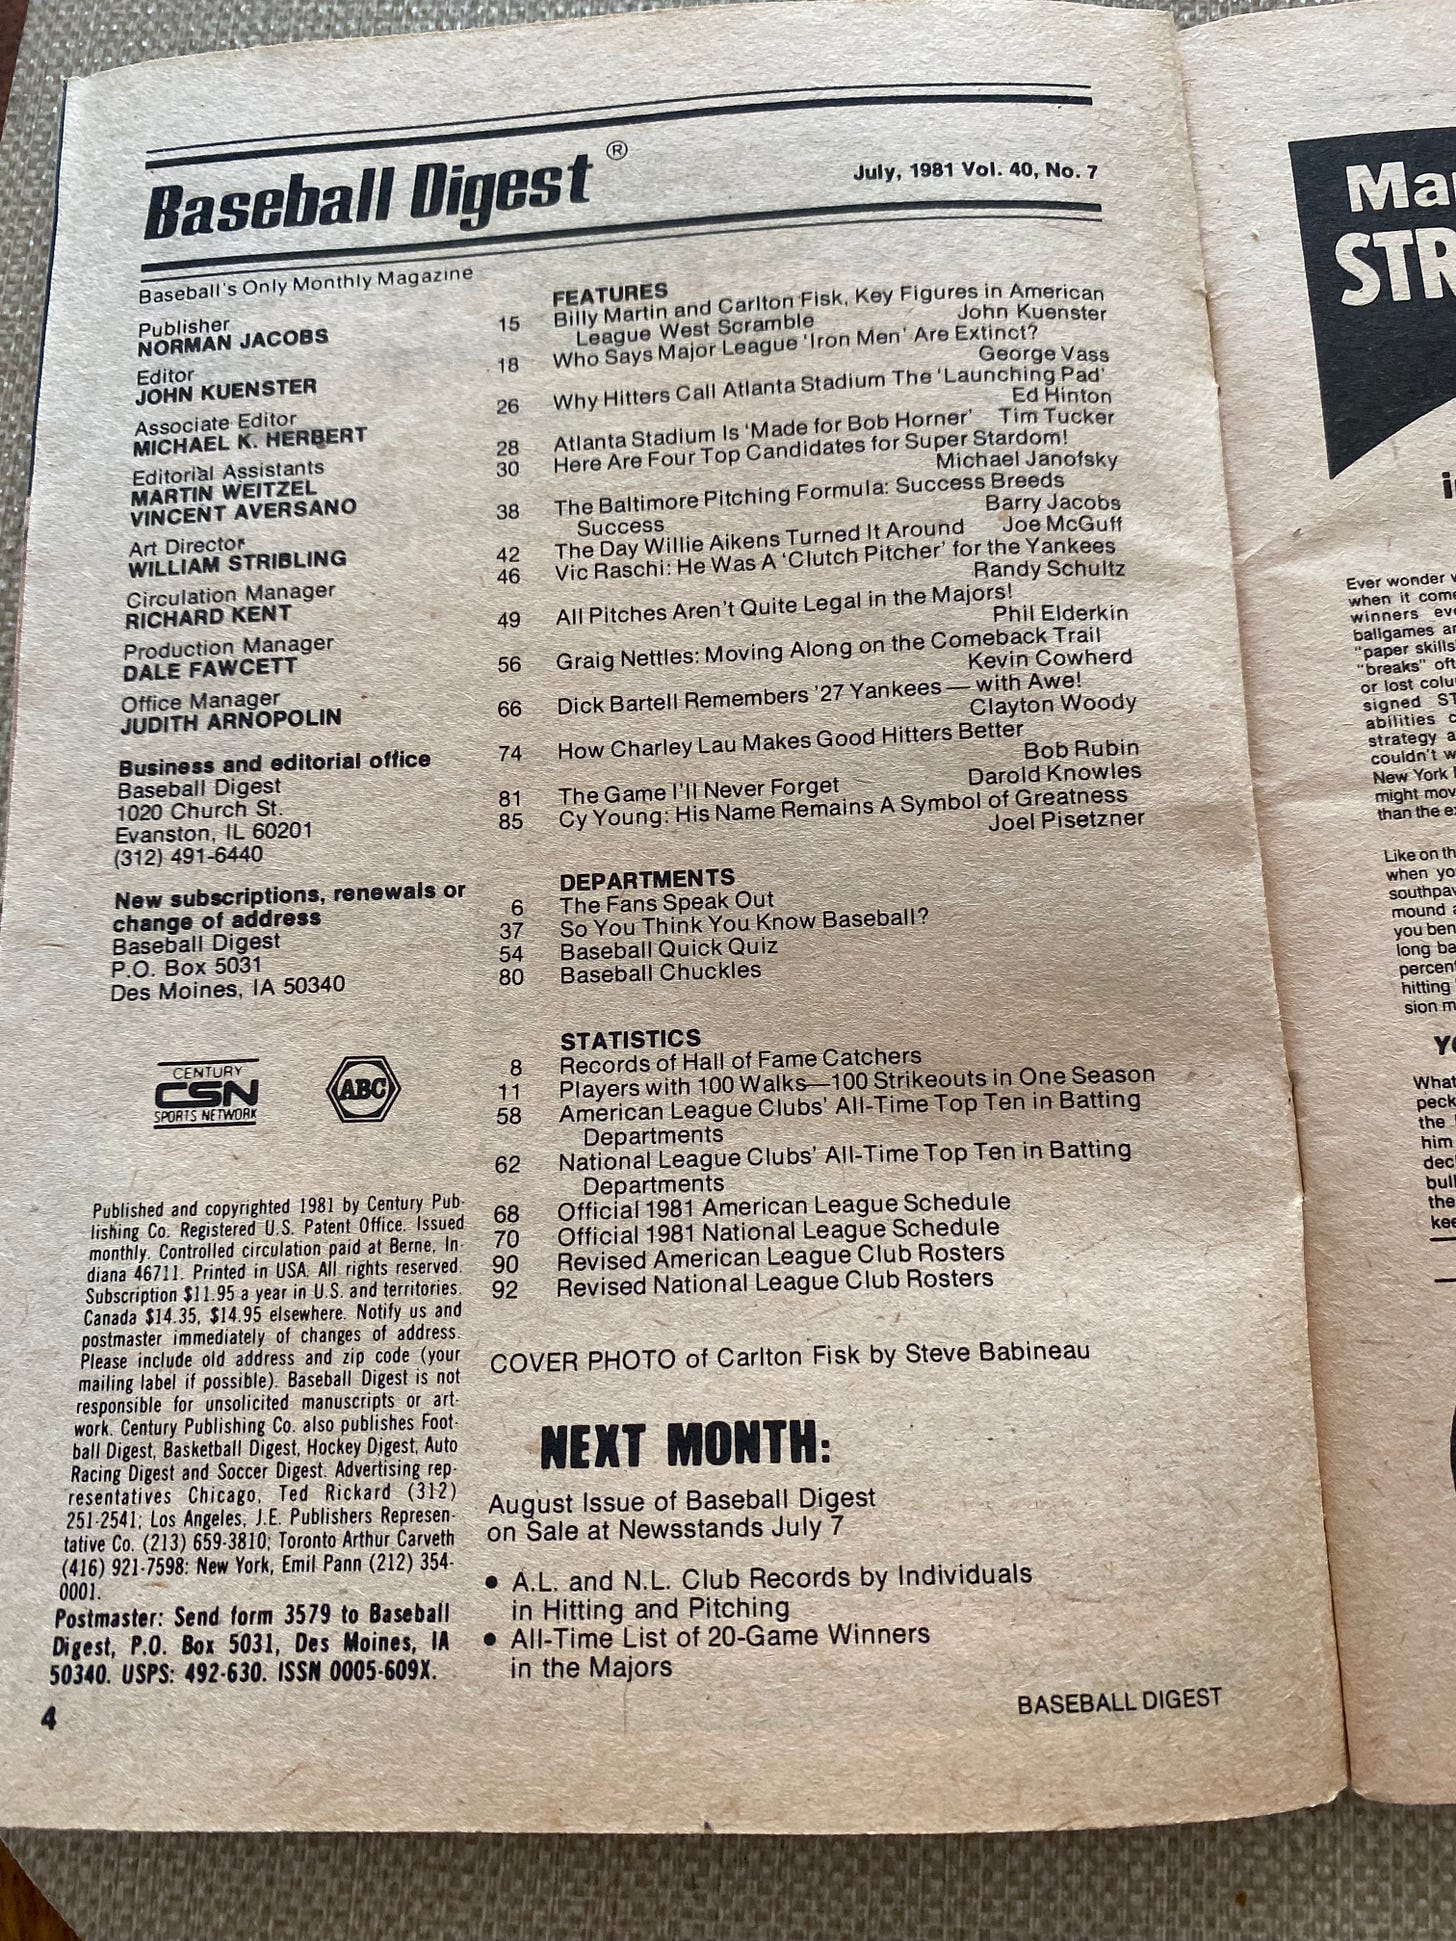 Baseball Digest ®
July, 1981 Vol. 40, No. 7
Baseball's Only Monthly Magazine
Publisher
NORMAN JACOBS
Editor
JOHN KUENSTER
Associate Editor
MICHAEL K. HERBERT
Editorial Assistants
MARTIN WEITZEL
VINCENT AVERSANO
Art Director
WILLIAM STRIBLING
Circulation Manager
RICHARD KENT
Production Manager
DALE FAWCETT
Office Manager
JUDITH ARNOPOLIN
Business and editorial office
Baseball Digest
1020 Church St.
Evanston, IL 60201
(312) 491-6440
New subscriptions, renewals or
change of address
Baseball Digest
P.O. Box 5031
Des Moines, IA 50340
CENTURY
CSN
SPORTS NETWORK
ABC
Published and copyrighted 1981 by Century Pub-
lishing Co. Registered U.S. Patent Office. Issued
monthly. Controlled circulation paid at Berne, In-
diana 46711. Printed in USA. All rights reserved.
Subscription $11.95 a year in U.S. and territories.
Canada $14.35, $14.95 elsewhere. Notify us and
postmaster immediately of changes of address.
Please include old address and zip code (your
mailing label if possible). Baseball Digest is not
responsible for unsolicited manuscripts or art-
work. Century Publishing Co. also publishes Foot-
ball Digest, Basketball Digest, Hockey Digest, Auto
Racing Digest and Soccer Digest. Advertising rep-
resentatives Chicago, Ted Rickard (312)
251-2541; Los Angeles, J.E. Publishers Represen-
tative Co. (213) 659-3810; Toronto Arthur Carveth
(416) 921-7598: New York, Emil Pann (212) 354-
0001.
Postmaster: Send form 3579 to Baseball
Digest, P.O. Box 5031, Des Moines, IA
50340. USPS: 492-630. ISSN 0005-609X.
4
FEATURES
15 Billy Martin and Carlton Fisk, Key Figures in American
League West Scramble John Kuenster
18 Who Says Major League 'Iron Men' Are Extinct?
George Vass
26 Why Hitters Call Atlanta Stadium The 'Launching Pad'
Ed Hinton
28 Atlanta Stadium Is 'Made for Bob Horner' Tim Tucker
30 Here Are Four Top Candidates for Super Stardom!
Michael Janofsky
38 The Baltimore Pitching Formula: Success Breeds
Success Barry Jacobs
42 The Day Willie Aikens Turned It Around Joe McGuff
46 Vic Raschi: He Was A 'Clutch Pitcher' for the Yankees
Randy Schultz
49 All Pitches Aren't Quite Legal in the Majors!
Phil Elderkin
56 Graig Nettles: Moving Along on the Comeback Trail
Kevin Cowherd
66 Dick Bartell Remembers '27 Yankees — with Awe!
Clayton Woody
74 How Charley Lau Makes Good Hitters Better
Bob Rubin
81 The Game I'll Never Forget Darold Knowles
85 Cy Young: His Name Remains A Symbol of Greatness
Joel Pisetzner
DEPARTMENTS
6 The Fans Speak Out
37 So You Think You Know Baseball?
54 Baseball Quick Quiz
80 Baseball Chuckles
STATISTICS
8 Records of Hall of Fame Catchers
11 Players with 100 Walks—100 Strikeouts in One Season
58 American League Clubs' All-Time Top Ten in Batting
Departments
62 National League Clubs' All-Time Top Ten in Batting
Departments
68 Official 1981 American League Schedule
70 Official 1981 National League Schedule
90 Revised American League Club Rosters
92 Revised National League Club Rosters
COVER PHOTO of Carlton Fisk by Steve Babineau
NEXT MONTH:
August Issue of Baseball Digest
on Sale at Newsstands July 7
• A.L. and N.L. Club Records by Individuals
in Hitting and Pitching
• All-Time List of 20-Game Winners
in the Majors
BASEBALL DIGEST
Ma
STR
Ever wonder
when it come
winners
ballgames
"paper skills
"breaks"
or lost
signed
abilities
strategy
couldn't
New York
might
than the
Like on
when
southpaw
mound
you
long
percent
hitting
sion
What
peck
the
him
the